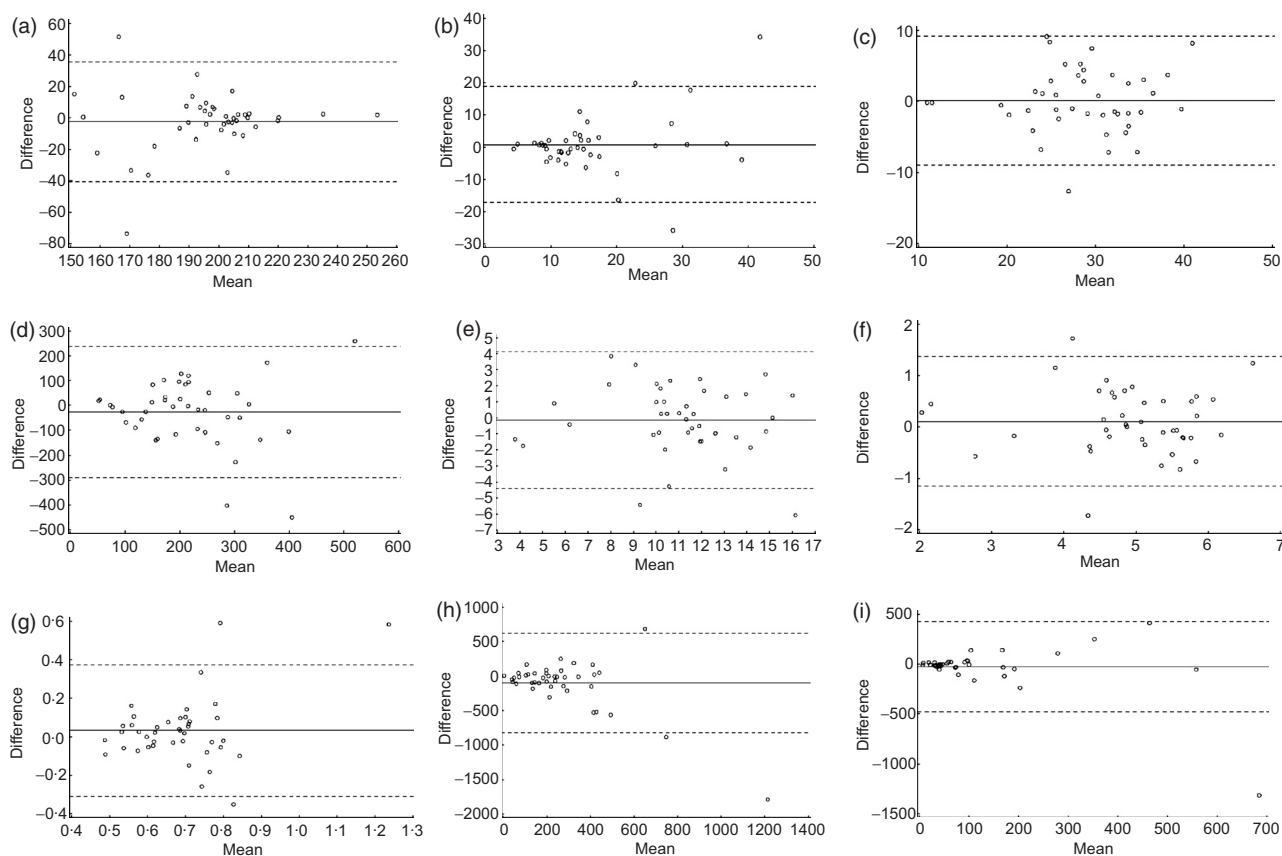 (a)
60
40
20
0
−20
−40
−60
−80
Difference
150 160 170 180 190 200 210 220 230 240 250 260
Mean
(b)
40
30
20
10
0
−10
−20
−30
Difference
0 10 20 30 40 50
Mean
(c)
10
0
−10
−20
Difference
10 20 30 40 50
Mean
(d)
300
200
100
0
−100
−200
−300
−400
−500
Difference
0 100 200 300 400 500 600
Mean
(e)
5
4
3
2
1
0
−1
−2
−3
−4
−5
−6
−7
Difference
3 4 5 6 7 8 9 10 11 12 13 14 15 16 17
Mean
(f)
2
1
0
−1
−2
Difference
2 3 4 5 6 7
Mean
(g)
0·6
0·4
0·2
0·0
−0·2
−0·4
Difference
0·4 0·5 0·6 0·7 0·8 0·9 1·0 1·1 1·2 1·3
Mean
(h)
1000
500
0
−500
−1000
−1500
−2000
Difference
0 200 400 600 800 1000 1200 1400
Mean
(i)
500
0
−500
−1000
−1500
Difference
0 100 200 300 400 500 600 700
Mean